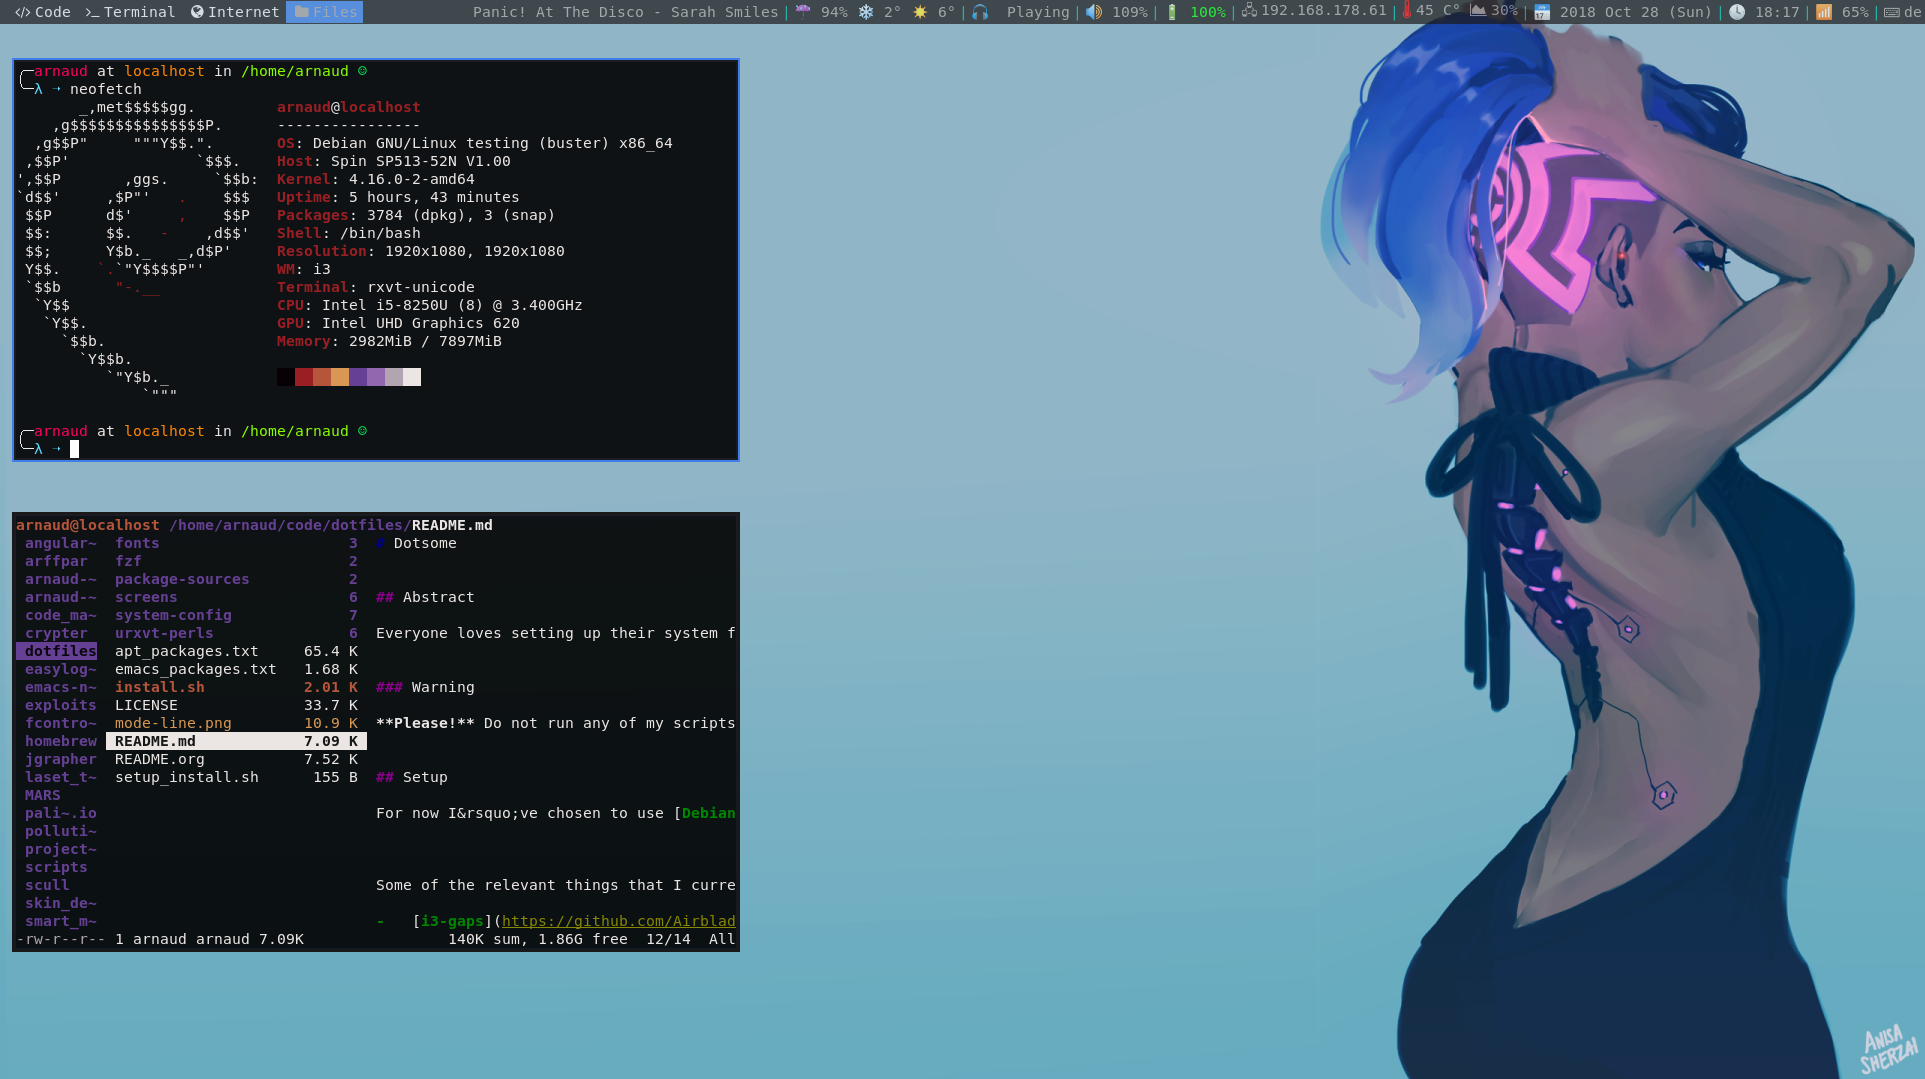 Code Terminal Internet Files Panic! At The Disco - Sarah Smiles | 94% 2° 6° | Playing | 109% | 100% | 192.168.178.61 | 45 C° 30% | 2018 Oct 28 (Sun) | 18:17 | 65% | de
arnaud at localhost in /home/arnaud ☺
λ ➝ neofetch
_,met$$$$$gg. arnaud@localhost
,g$$$$$$$$$$$$$$$P. ----------------
,g$$P" """Y$$.". OS: Debian GNU/Linux testing (buster) x86_64
,$$P' `$$$. Host: Spin SP513-52N V1.00
',$$P ,ggs. `$$b: Kernel: 4.16.0-2-amd64
`d$$' ,$P"' . $$$ Uptime: 5 hours, 43 minutes
$$P d$' , $$P Packages: 3784 (dpkg), 3 (snap)
$$: $$. - ,d$$' Shell: /bin/bash
$$; Y$b._ _,d$P' Resolution: 1920x1080, 1920x1080
Y$$. `.`"Y$$$$P"' WM: i3
`$$b "-.__ Terminal: rxvt-unicode
`Y$$ CPU: Intel i5-8250U (8) @ 3.400GHz
`Y$$. GPU: Intel UHD Graphics 620
`$$b. Memory: 2982MiB / 7897MiB
`Y$$b.
`"Y$b._
`"""
arnaud at localhost in /home/arnaud ☺
λ ➝
arnaud@localhost /home/arnaud/code/dotfiles/README.md
angular~ fonts 3 # Dotsome
arffpar fzf 2
arnaud-~ package-sources 2
arnaud-~ screens 6 ## Abstract
code_ma~ system-config 7
crypter urxvt-perls 6 Everyone loves setting up their system f
dotfiles apt_packages.txt 65.4 K
easylog~ emacs_packages.txt 1.68 K
emacs-n~ install.sh 2.01 K ### Warning
exploits LICENSE 33.7 K
fcontro~ mode-line.png 10.9 K **Please!** Do not run any of my scripts
homebrew README.md 7.09 K
jgrapher README.org 7.52 K
laset_t~ setup_install.sh 155 B ## Setup
MARS
pali~.io For now I&rsquo;ve chosen to use [Debian
polluti~
project~
scripts
scull Some of the relevant things that I curre
skin_de~
smart_m~ - [i3-gaps](https://github.com/Airblad
-rw-r--r-- 1 arnaud arnaud 7.09K 140K sum, 1.86G free 12/14 All
ANISA
SHERZAI